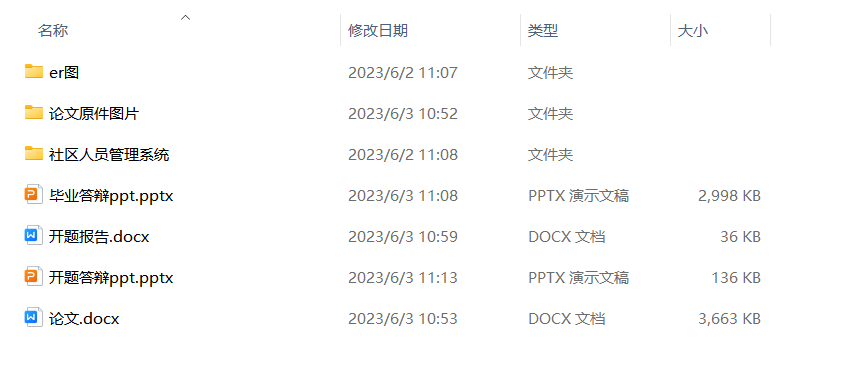 名称 修改日期 类型 大小
er图 2023/6/2 11:07 文件夹
论文原件图片 2023/6/3 10:52 文件夹
社区人员管理系统 2023/6/2 11:08 文件夹
毕业答辩ppt.pptx 2023/6/3 11:08 PPTX 演示文稿 2,998 KB
开题报告.docx 2023/6/3 10:59 DOCX 文档 36 KB
开题答辩ppt.pptx 2023/6/3 11:13 PPTX 演示文稿 136 KB
论文.docx 2023/6/3 10:53 DOCX 文档 3,663 KB